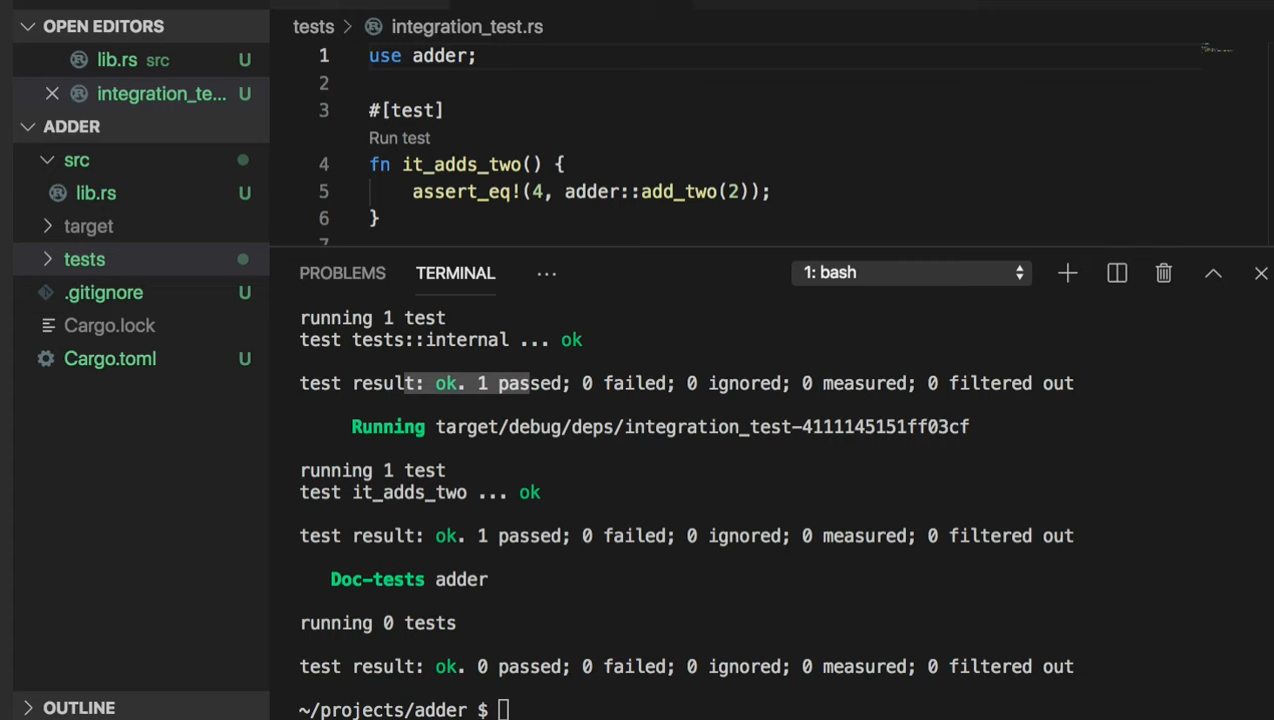 OPEN EDITORS
lib.rs src U
integration_te... U
ADDER
src
lib.rs U
target
tests
.gitignore U
Cargo.lock
Cargo.toml U
OUTLINE
tests > integration_test.rs
1 use adder;
2
3 #[test]
Run test
4 fn it_adds_two() {
5 assert_eq!(4, adder::add_two(2));
6 }
7
PROBLEMS TERMINAL ... 1: bash
running 1 test
test tests::internal ... ok
test result: ok. 1 passed; 0 failed; 0 ignored; 0 measured; 0 filtered out
Running target/debug/deps/integration_test-4111145151ff03cf
running 1 test
test it_adds_two ... ok
test result: ok. 1 passed; 0 failed; 0 ignored; 0 measured; 0 filtered out
Doc-tests adder
running 0 tests
test result: ok. 0 passed; 0 failed; 0 ignored; 0 measured; 0 filtered out
~/projects/adder $